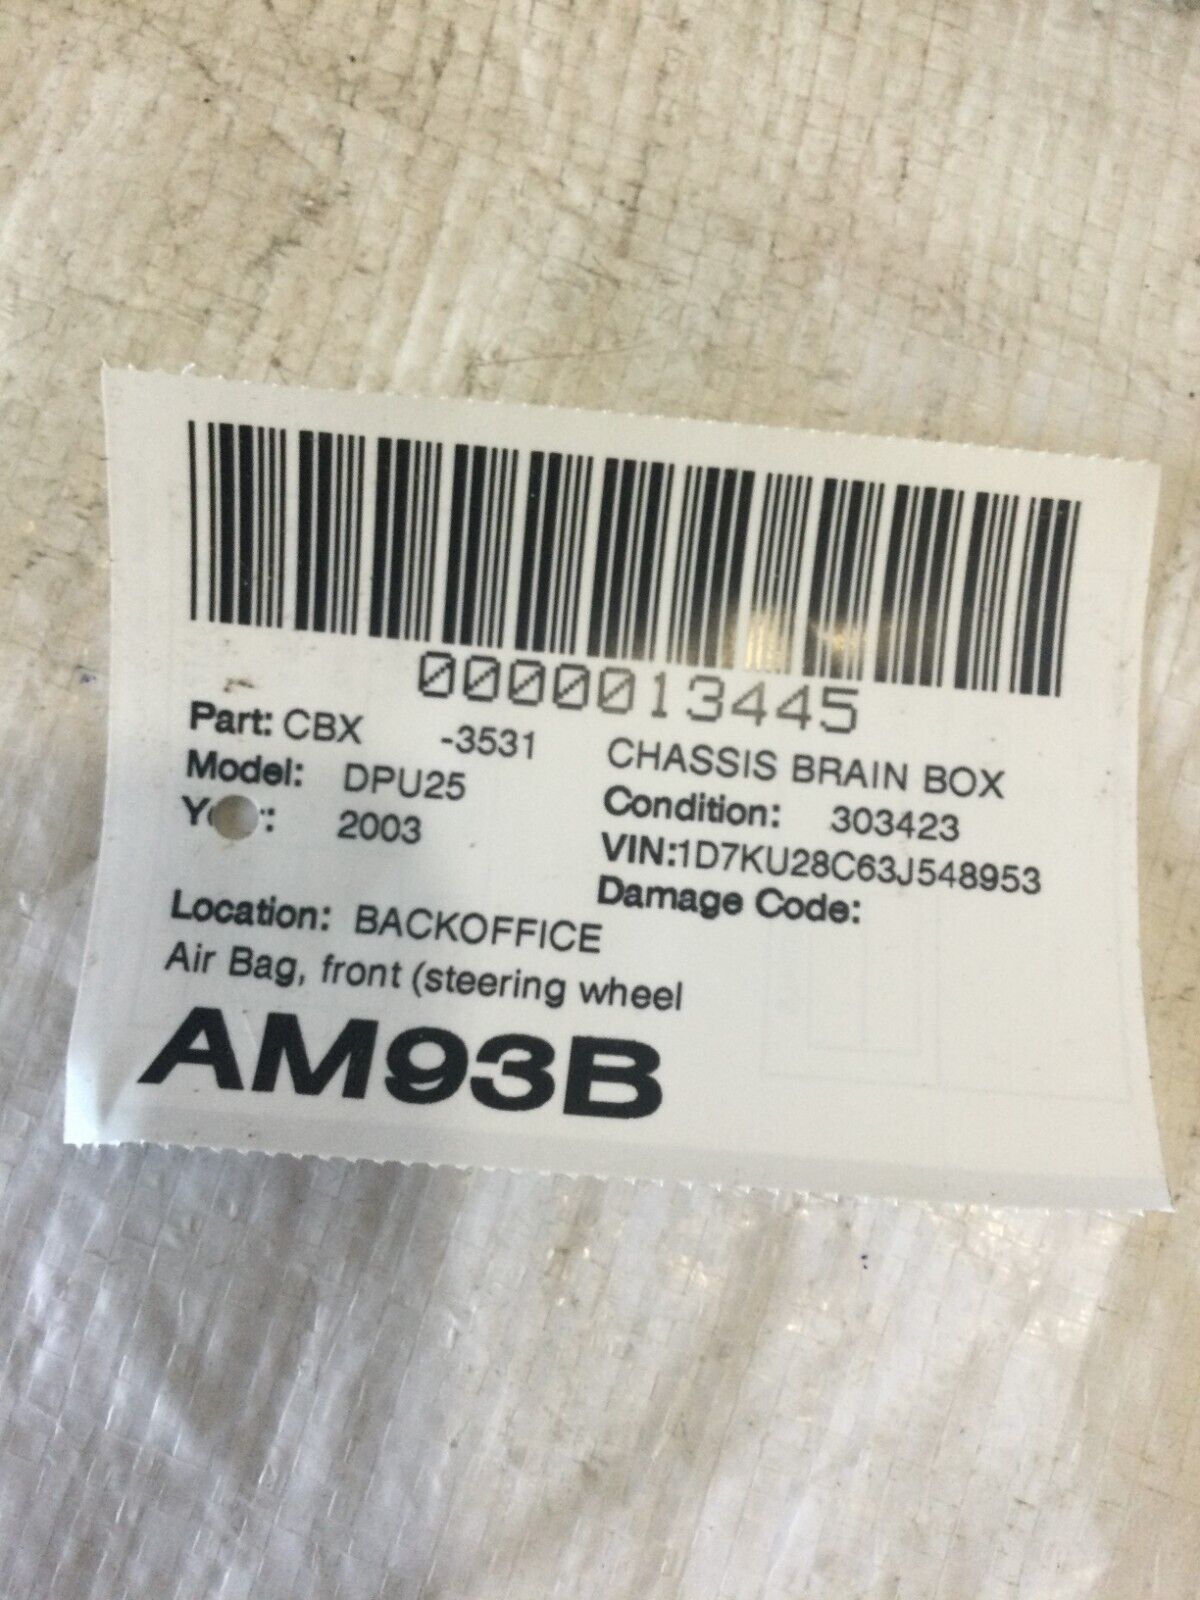 0000013445
Part: CBX -3531 CHASSIS BRAIN BOX
Model: DPU25 Condition: 303423
2003 VIN:1D7KU28C63J548953
Damage Code:
Location: BACKOFFICE
Air Bag, front (steering wheel
AM93B